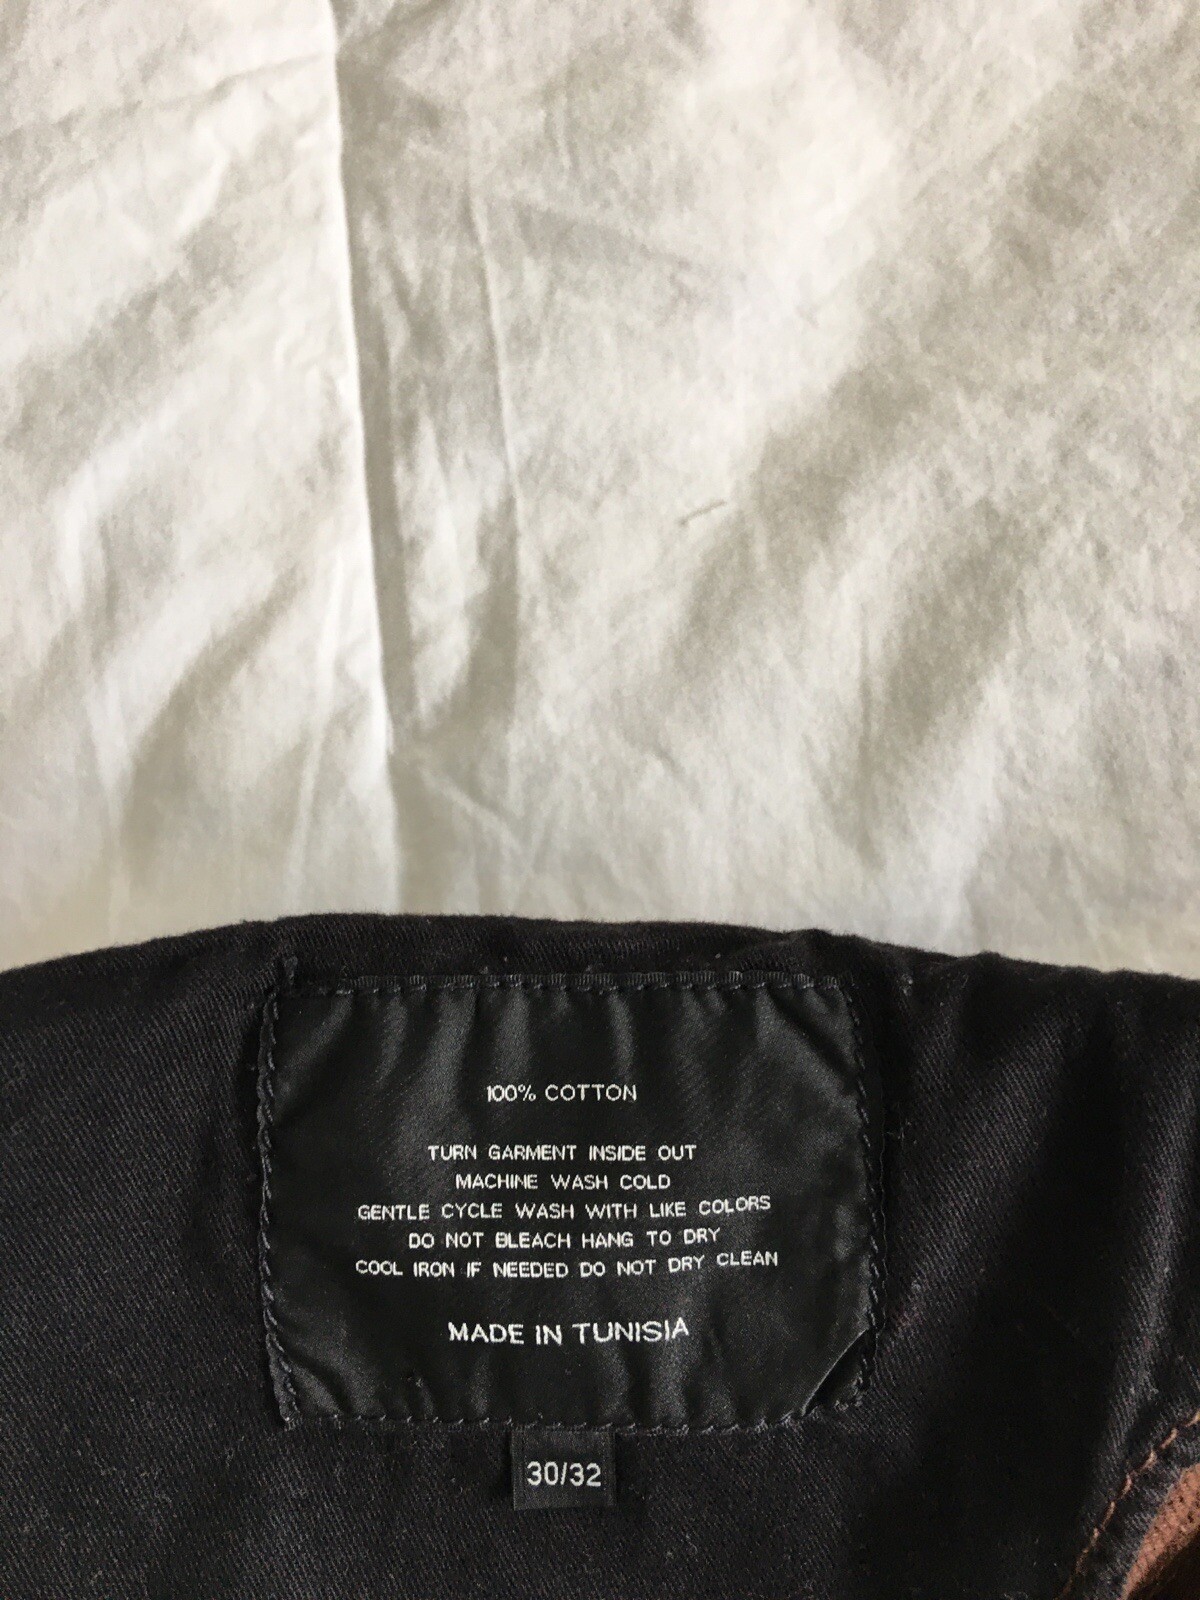 100% COTTON
TURN GARMENT INSIDE OUT
MACHINE WASH COLD
GENTLE CYCLE WASH WITH LIKE COLORS
DO NOT BLEACH HANG TO DRY
COOL IRON IF NEEDED DO NOT DRY CLEAN
MADE IN TUNISIA
30/32